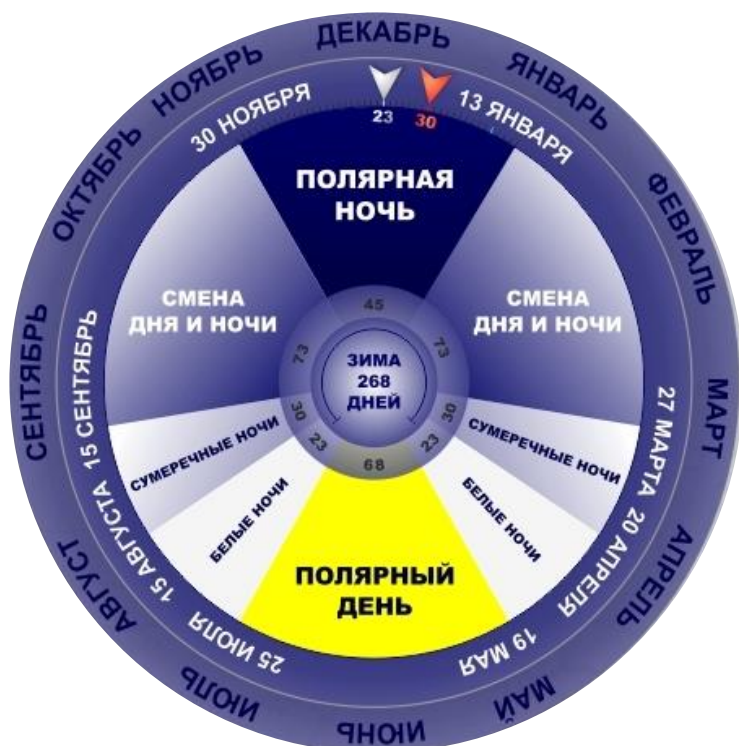 ДЕКАБРЬ
ЯНВАРЬ
ФЕВРАЛЬ
МАРТ
АПРЕЛЬ
МАЙ
ИЮНЬ
ИЮЛЬ
АВГУСТ
СЕНТЯБРЬ
ОКТЯБРЬ
НОЯБРЬ
30 НОЯБРЯ
23
30
13 ЯНВАРЯ
27 МАРТА
20 АПРЕЛЯ
19 МАЯ
25 ИЮЛЯ
15 АВГУСТА
15 СЕНТЯБРЬ
ПОЛЯРНАЯ
НОЧЬ
СМЕНА
ДНЯ И НОЧИ
СУМЕРЕЧНЫЕ НОЧИ
БЕЛЫЕ НОЧИ
ПОЛЯРНЫЙ
ДЕНЬ
БЕЛЫЕ НОЧИ
СУМЕРЕЧНЫЕ НОЧИ
СМЕНА
ДНЯ И НОЧИ
45
73
30
23
68
23
30
73
ЗИМА
268
ДНЕЙ